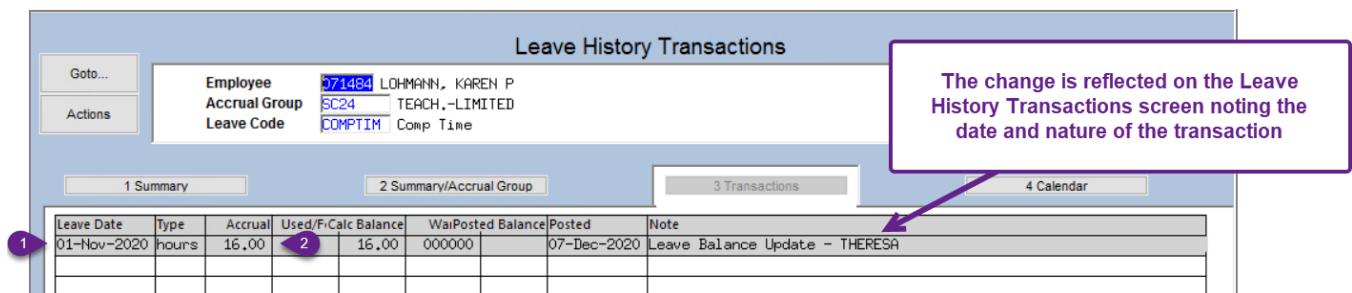 Leave History Transactions
Goto...
Actions
Employee 071484 LOHMANN, KAREN P
Accrual Group SC24 TEACH.-LIMITED
Leave Code COMPTIM Comp Time
The change is reflected on the Leave
History Transactions screen noting the
date and nature of the transaction
1 Summary 2 Summary/Accrual Group 3 Transactions 4 Calendar
Leave Date Type Accrual Used/F Calc Balance Wai Posted Balance Posted Note
1 01-Nov-2020 hours 16.00 2 16.00 000000 07-Dec-2020 Leave Balance Update - THERESA